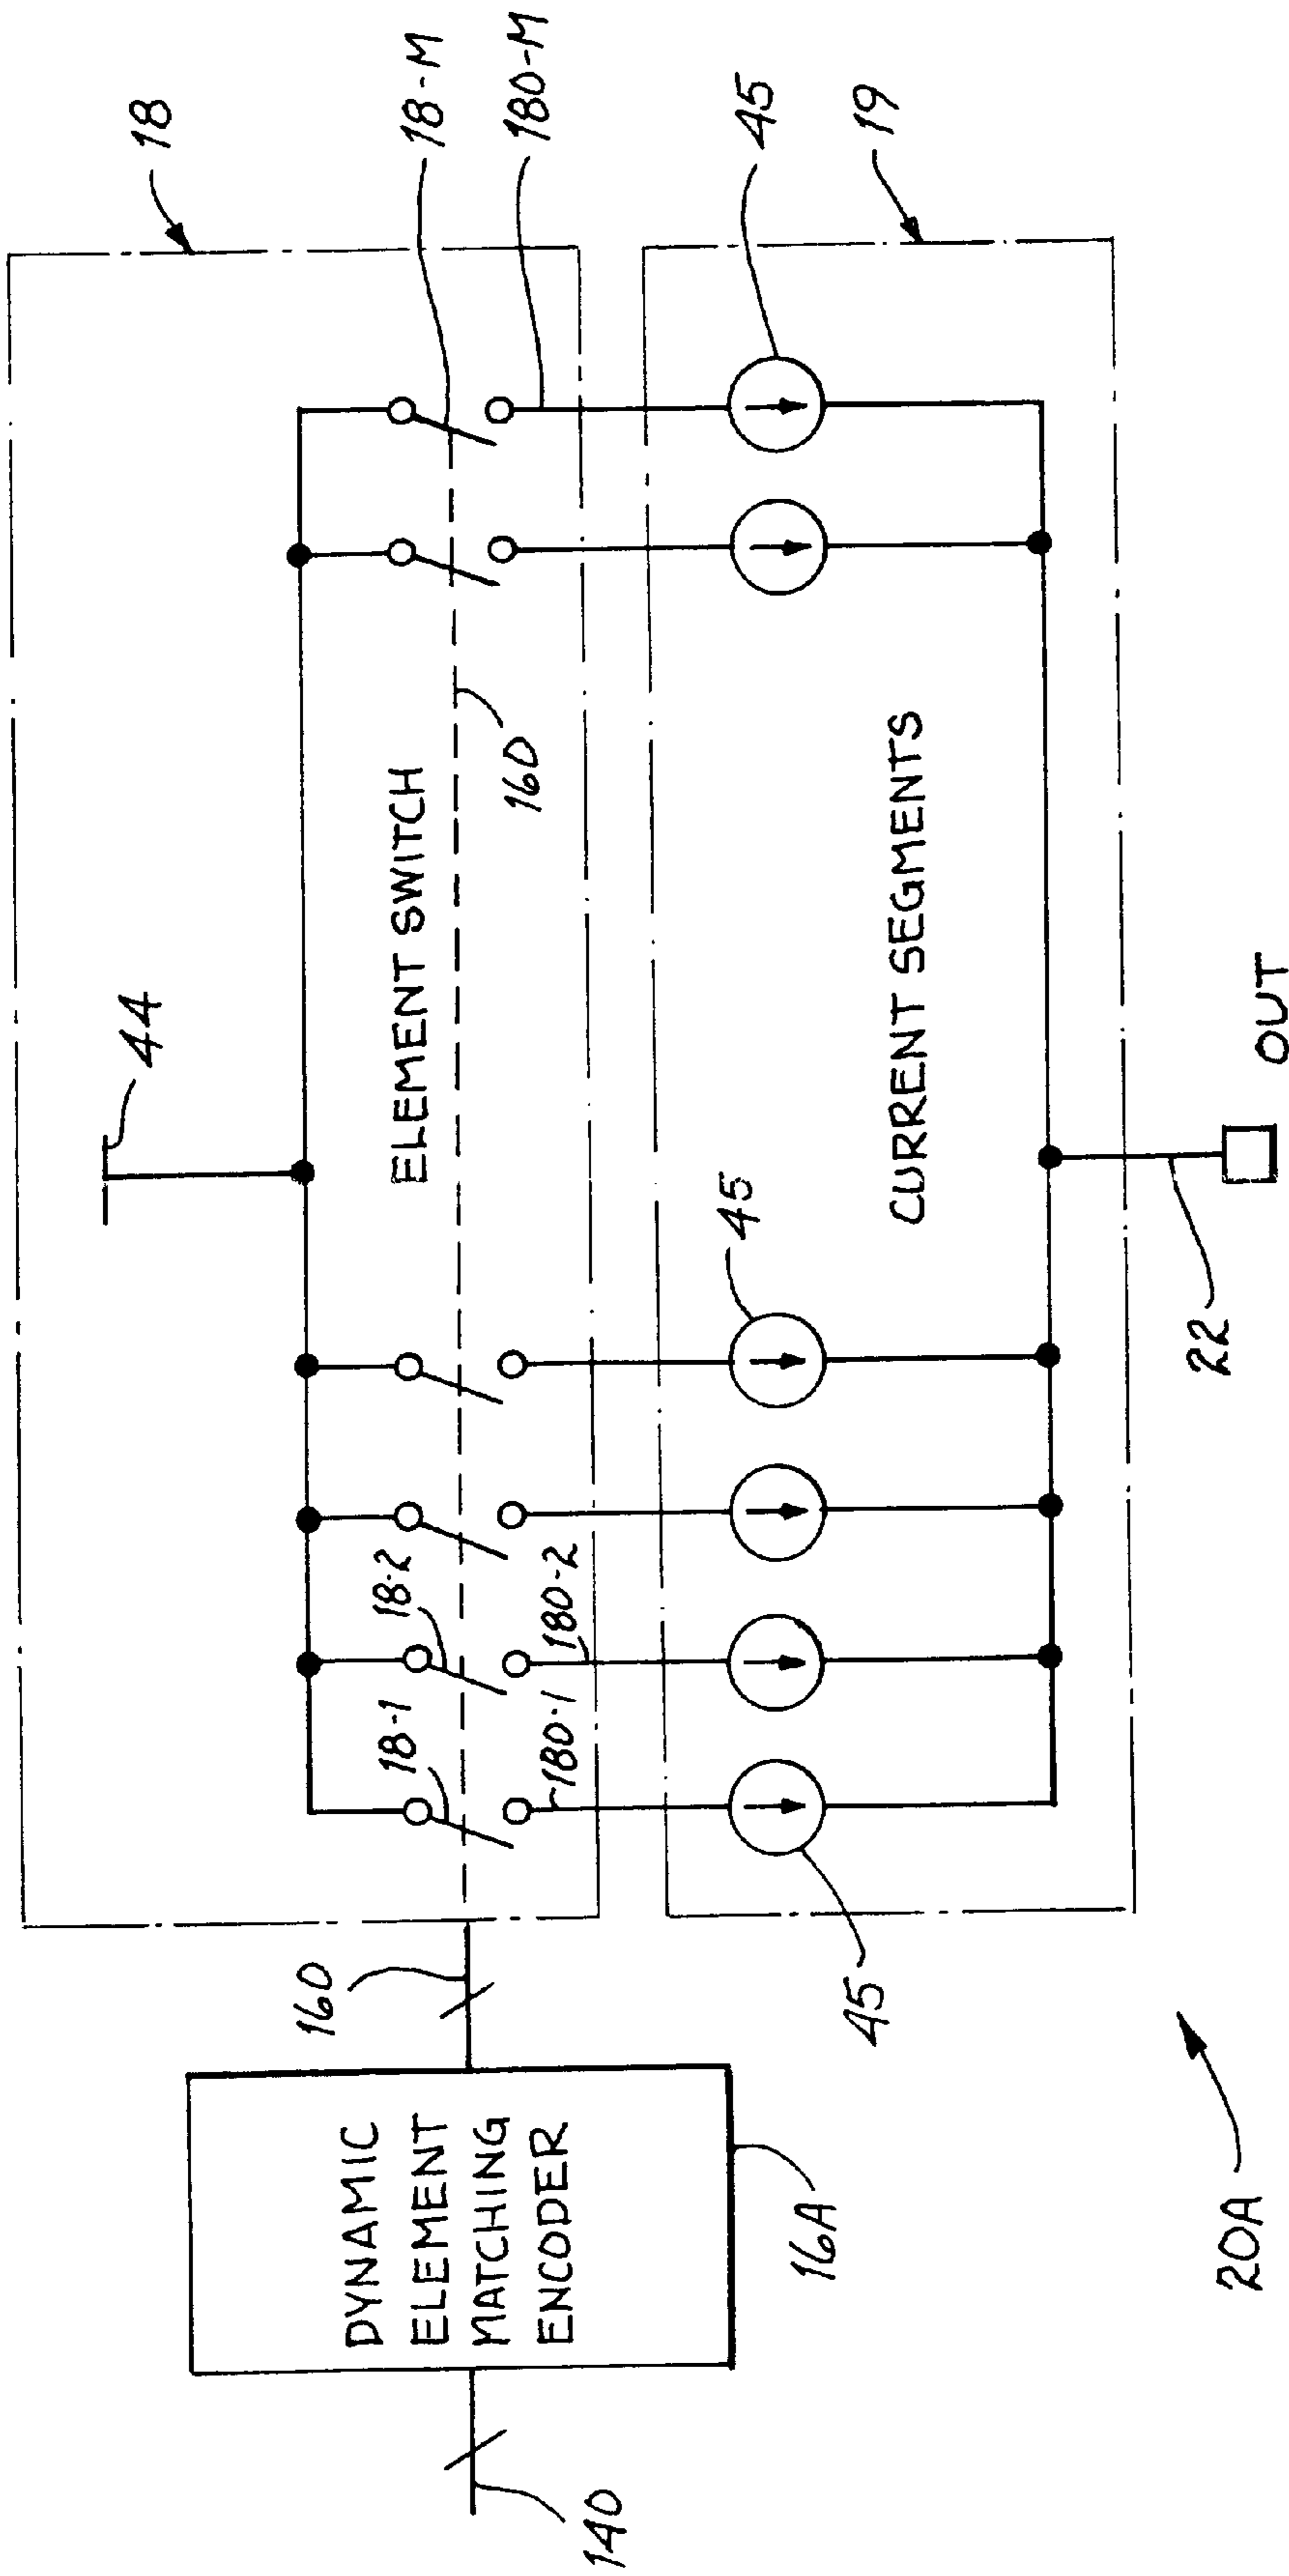 44
18
18-M
180-M
ELEMENT SWITCH
160
18-1
18-2
180-1
180-2
160
DYNAMIC
ELEMENT
MATCHING
ENCODER
140
16A
45
45
45
CURRENT SEGMENTS
19
22
OUT
20A